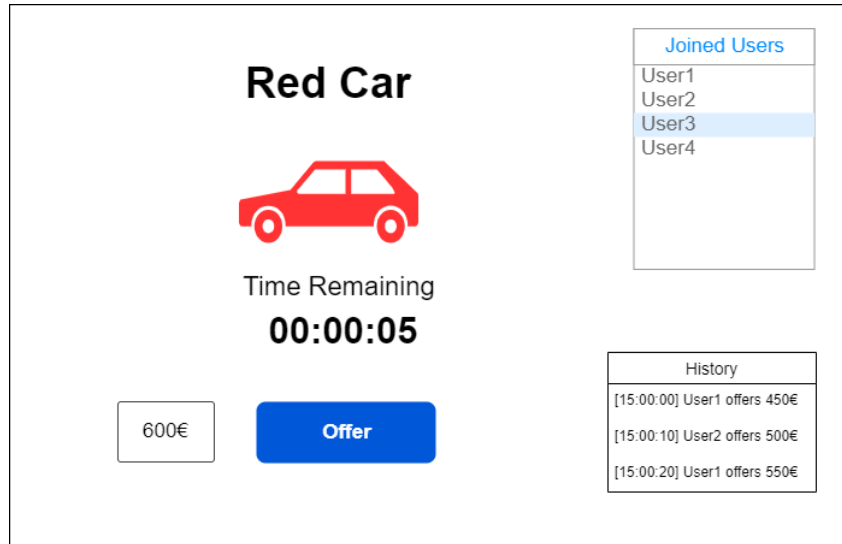 Red Car
Time Remaining
00:00:05
600€
Offer
Joined Users
User1
User2
User3
User4
History
[15:00:00] User1 offers 450€
[15:00:10] User2 offers 500€
[15:00:20] User1 offers 550€